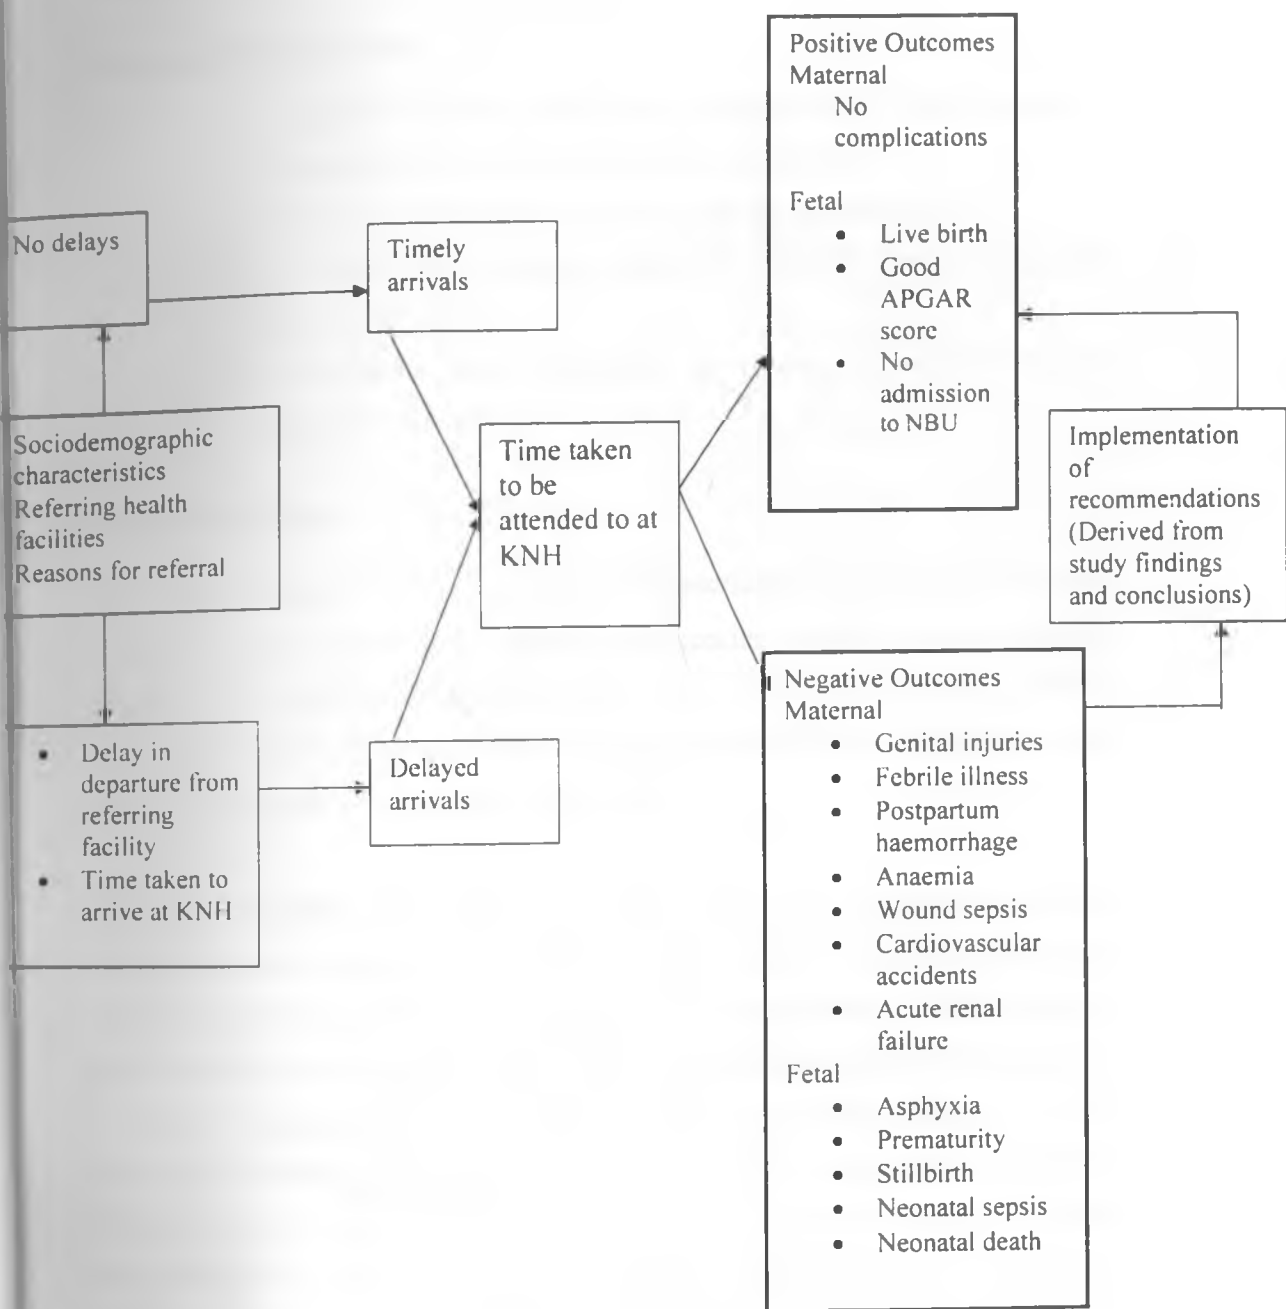 No delays
Sociodemographic
characteristics
Referring health
facilities
Reasons for referral
• Delay in
departure from
referring
facility
• Time taken to
arrive at KNH
Timely
arrivals
Delayed
arrivals
Time taken
to be
attended to at
KNH
Positive Outcomes
Maternal
No
complications
Fetal
• Live birth
• Good
APGAR
score
• No
admission
to NBU
Negative Outcomes
Maternal
• Genital injuries
• Febrile illness
• Postpartum
haemorrhage
• Anaemia
• Wound sepsis
• Cardiovascular
accidents
• Acute renal
failure
Fetal
• Asphyxia
• Prematurity
• Stillbirth
• Neonatal sepsis
• Neonatal death
Implementation
of
recommendations
(Derived from
study findings
and conclusions)